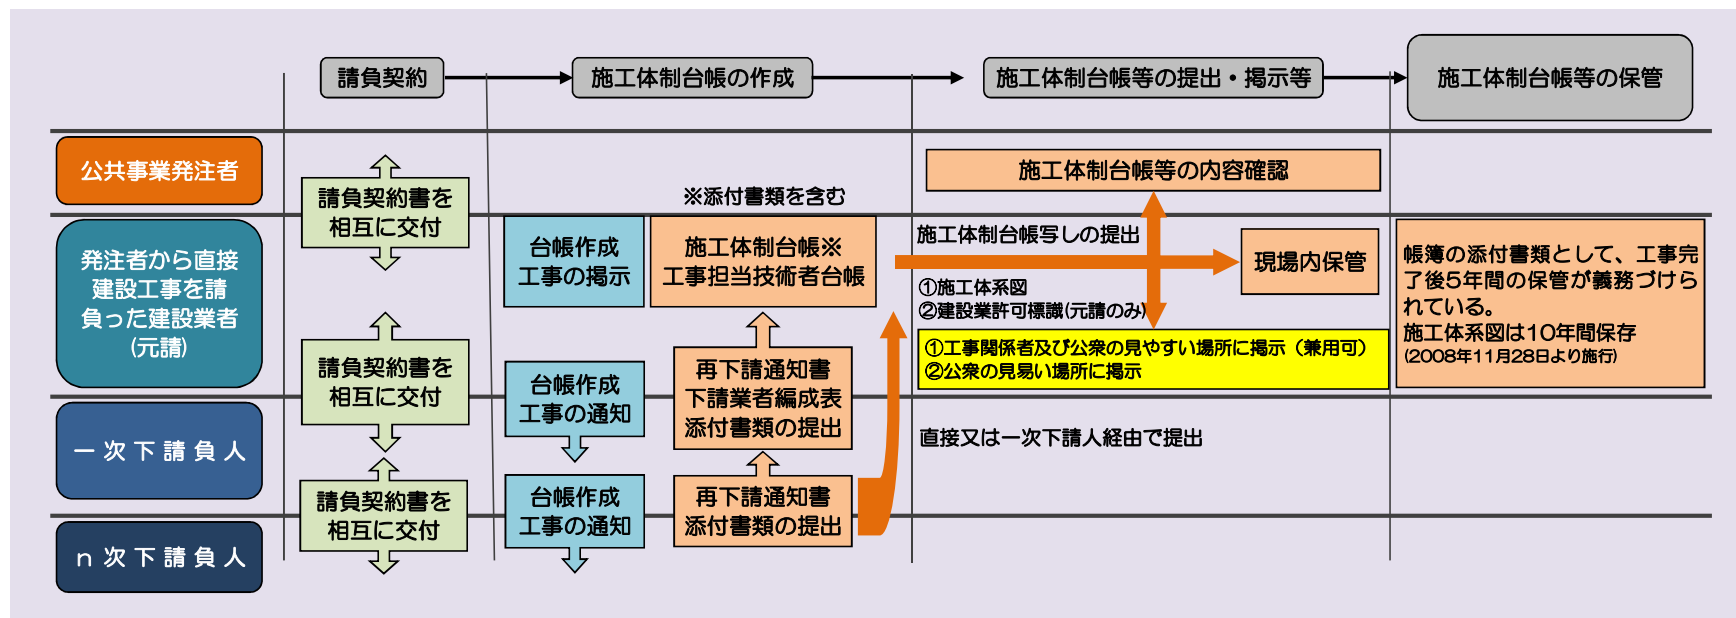 請負契約
施工体制台帳の作成
施工体制台帳等の提出・掲示等
施工体制台帳等の保管
公共事業発注者
請負契約書を
相互に交付
※添付書類を含む
施工体制台帳等の内容確認
発注者から直接
建設工事を請
負った建設業者
(元請)
台帳作成
工事の掲示
施工体制台帳※
工事担当技術者台帳
施工体制台帳写しの提出
現場内保管
①施工体系図
②建設業許可標識(元請のみ)
①工事関係者及び公衆の見やすい場所に掲示（兼用可）
②公衆の見易い場所に掲示
帳簿の添付書類として、工事完
了後5年間の保管が義務づけら
れている。
施工体系図は10年間保存
(2008年11月28日より施行)
請負契約書を
相互に交付
台帳作成
工事の通知
再下請通知書
下請業者編成表
添付書類の提出
一次下請負人
直接又は一次下請人経由で提出
請負契約書を
相互に交付
台帳作成
工事の通知
再下請通知書
添付書類の提出
n次下請負人